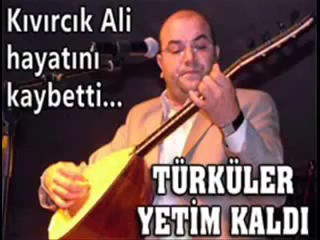 Kıvırcık Ali
hayatını
kaybetti...
TÜRKÜLER
YETİM KALDI